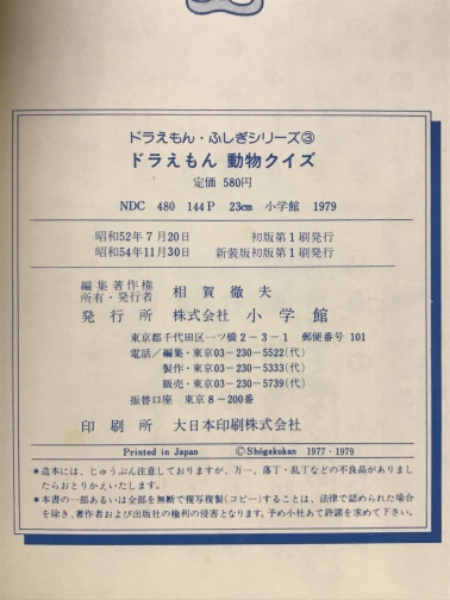 ドラえもん・ふしぎシリーズ③
ドラえもん 動物クイズ
定価 580円
NDC 480 144P 23cm 小学館 1979
昭和52年7月20日 初版第1刷発行
昭和54年11月30日 新装版初版第1刷発行
編集著作権
所有・発行者 相賀徹夫
発行所 株式会社 小学館
東京都千代田区一ツ橋2-3-1 郵便番号 101
電話/編集・東京03-230-5522(代)
製作・東京03-230-5333(代)
販売・東京03-230-5739(代)
振替口座 東京8-200番
印刷所 大日本印刷株式会社
Printed in Japan ©Shōgakukan 1977・1979
*造本には、じゅうぶん注意しておりますが、万一、落丁・乱丁などの不良品がありまし
たらおとりかえいたします。
*本書の一部あるいは全部を無断で複写複製(コピー)することは、法律で認められた場合
を除き、著作者および出版社の権利の侵害となります。予め小社あて許諾を求めて下さい。